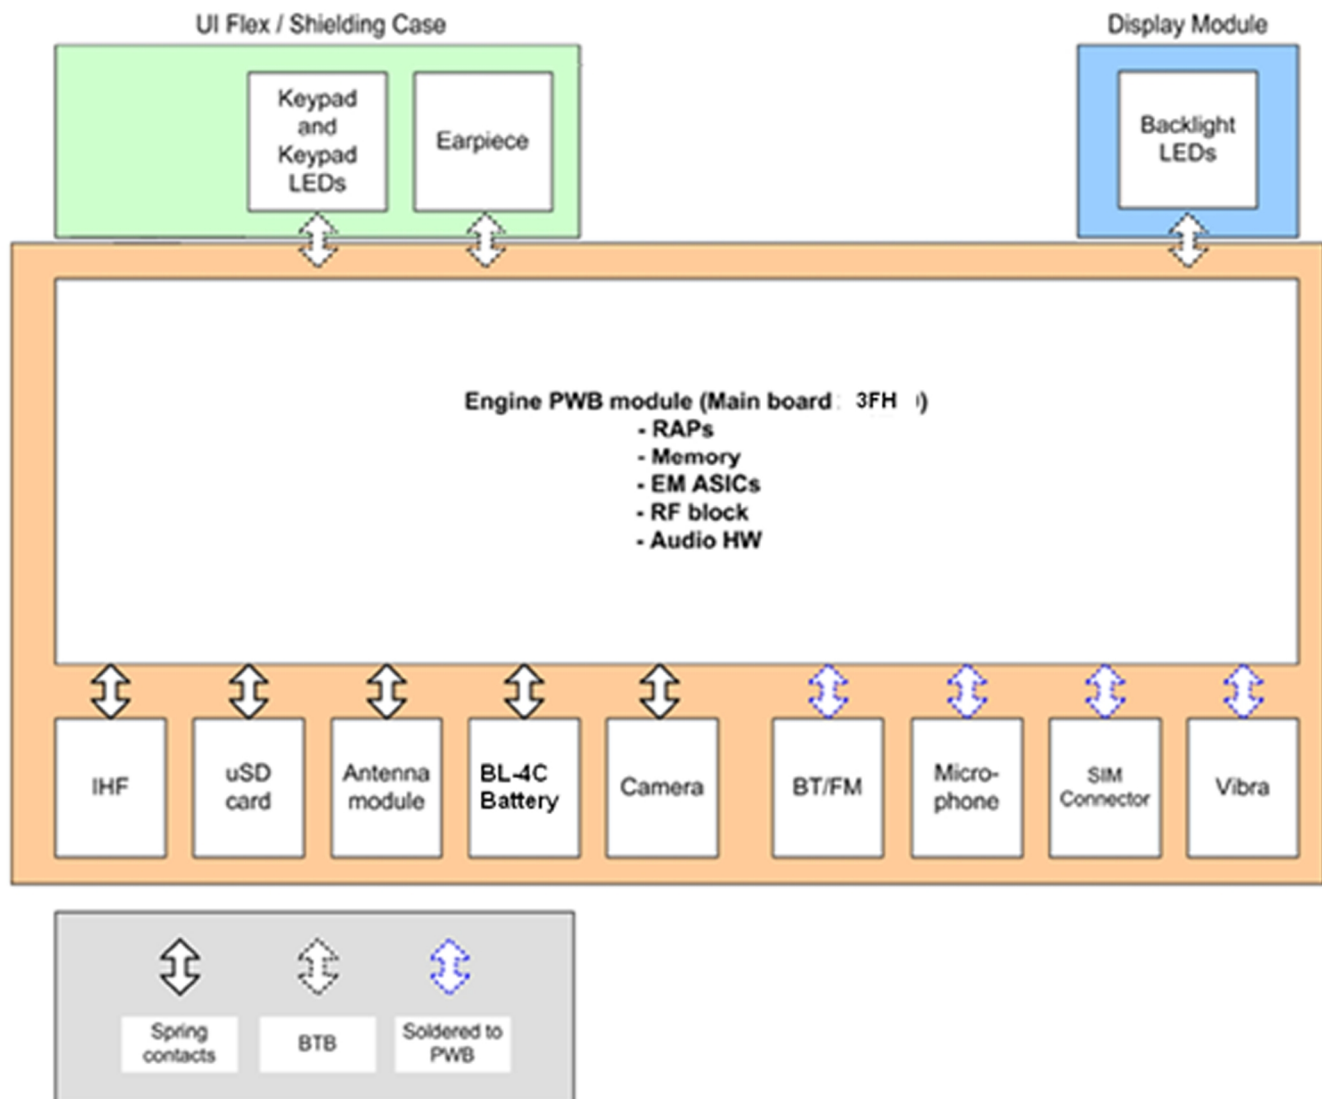 UI Flex / Shielding Case
Display Module
Keypad
and
Keypad
LEDs
Earpiece
Backlight
LEDs
Engine PWB module (Main board : 3FH )
- RAPs
- Memory
- EM ASICs
- RF block
- Audio HW
IHF
uSD
card
Antenna
module
BL-4C
Battery
Camera
BT/FM
Micro-
phone
SIM
Connector
Vibra
Spring
contacts
BTB
Soldered to
PWB